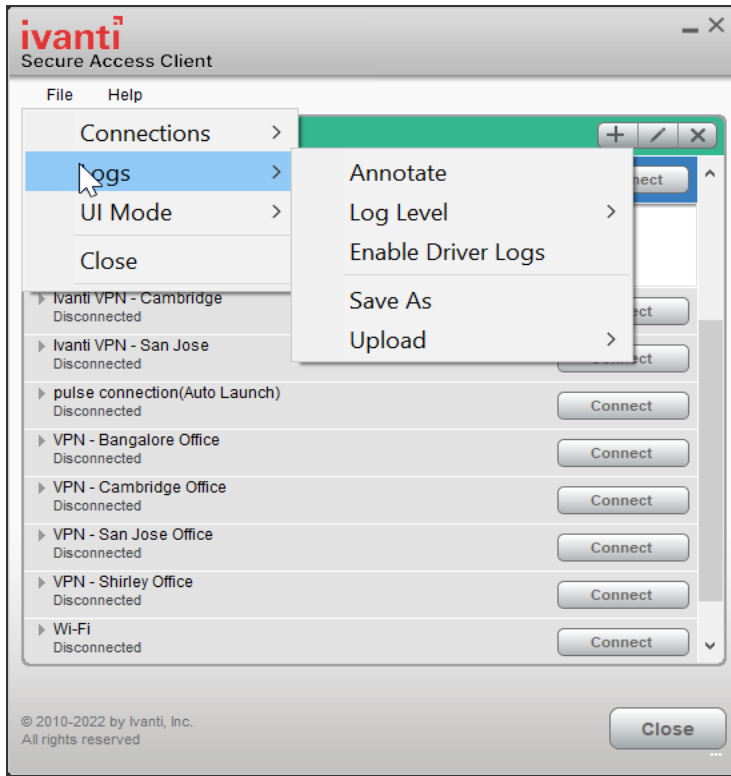 ivanti
Secure Access Client
File Help
Connections
Logs
UI Mode
Close
Annotate
Log Level
Enable Driver Logs
Save As
Upload
Ivanti VPN - Cambridge
Disconnected
Ivanti VPN - San Jose
Disconnected
pulse connection(Auto Launch)
Disconnected
Connect
VPN - Bangalore Office
Disconnected
Connect
VPN - Cambridge Office
Disconnected
Connect
VPN - San Jose Office
Disconnected
Connect
VPN - Shirley Office
Disconnected
Connect
Wi-Fi
Disconnected
Connect
© 2010-2022 by Ivanti, Inc.
All rights reserved
Close